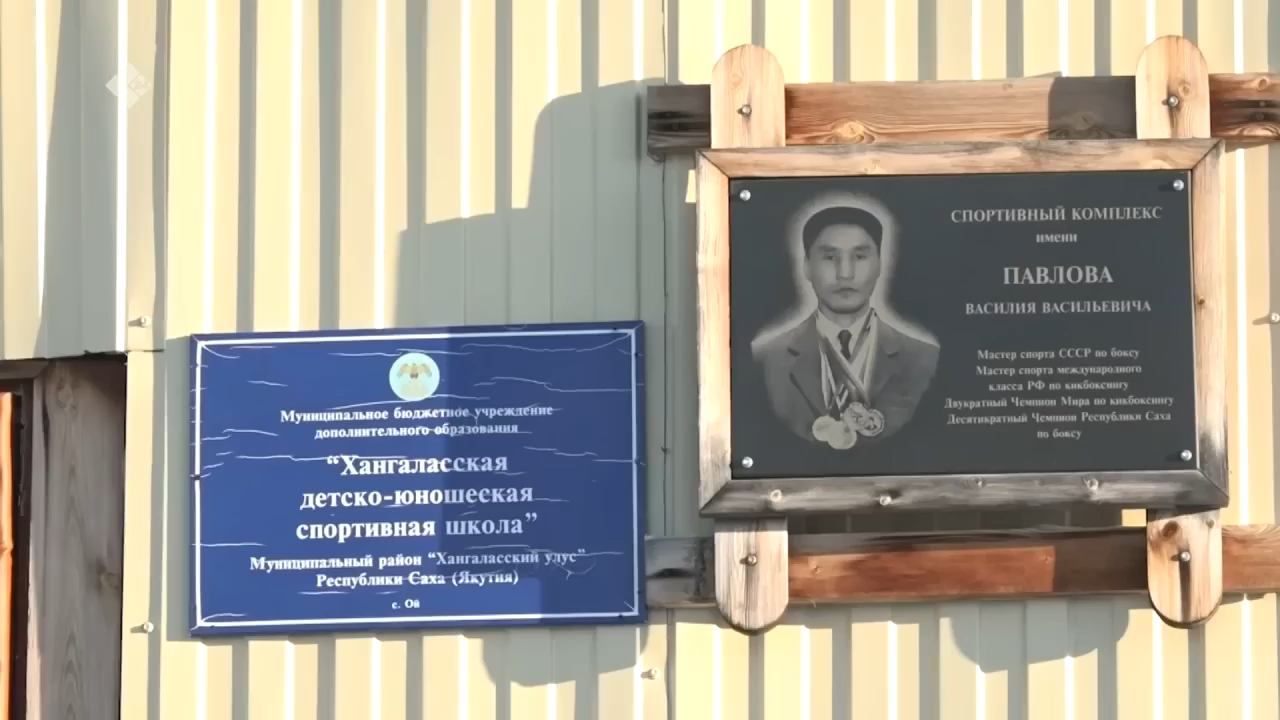 Муниципальное бюджетное учреждение
дополнительного образования
“Хангаласская
детско-юношеская
спортивная школа”
Муниципальный район “Хангаласский улус”
Республики Саха (Якутия)
с. Ой
СПОРТИВНЫЙ КОМПЛЕКС
имени
ПАВЛОВА
ВАСИЛИЯ ВАСИЛЬЕВИЧА
Мастер спорта СССР по боксу
Мастер спорта международного
класса РФ по кикбоксингу
Двукратный Чемпион Мира по кикбоксингу
Десятикратный Чемпион Республики Саха
по боксу